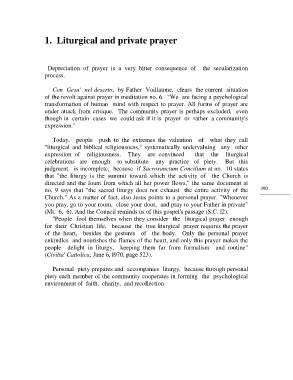 1. Liturgical and private prayer
Depreciation of prayer is a very bitter consequence of the secularization
process.
Con Gesu' nel deserto, by Father Voillaume, clears the current situation
of the revolt against prayer in meditation no. 6. "We are facing a psychological
transformation of human mind with respect to prayer. All forms of prayer are
under attack from critique. The community prayer is perhaps excluded, even
though in certain cases we could ask if it is prayer or rather a community's
expression."
Today, people push to the extremes the valuation of what they call
"liturgical and biblical religiousness," systematically undervaluing any other
expression of religiousness. They are convinced that the liturgical
celebrations are enough to substitute any practice of piety. But this
judgment is incomplete, because if Sacrosanctum Concilium at no. 10 states
that "the liturgy is the summit toward which the activity of the Church is
directed and the fount from which all her power flows," the same document at
no. 9 says that "the sacred liturgy does not exhaust the entire activity of the
Church." As a matter of fact, also Jesus points to a personal prayer. "Whenever
you pray, go to your room, close your door, and pray to your Father in private"
(Mt. 6, 6). And the Council reminds us of this gospel's passage (S.C. l2).
"People fool themselves when they consider the liturgical prayer enough
for their Christian life, because the true liturgical prayer requires the prayer
of the heart, besides the gestures of the body. Only the personal prayer
enkindles and nourishes the flames of the heart, and only this prayer makes the
people delight in liturgy, keeping them far from formalism and routine"
(Civilta' Cattolica, June 6, l970, page 523).
Personal piety prepares and accompanies liturgy, because through personal
piety each member of the community cooperates in forming the psychological
environment of faith, charity, and recollection